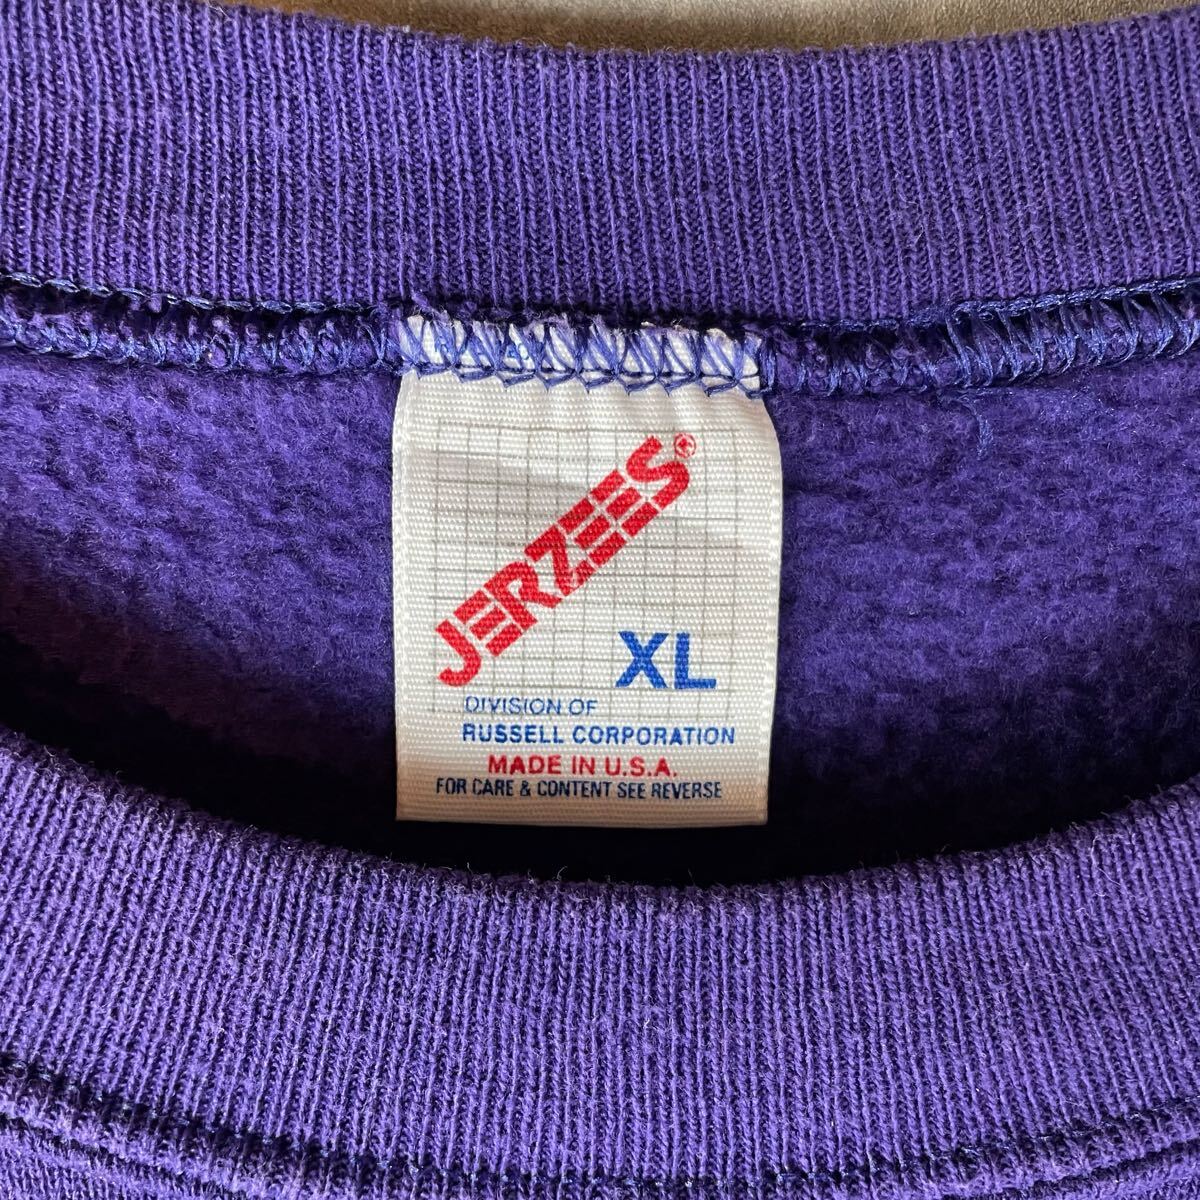 JERZEES®
XL
DIVISION OF
RUSSELL CORPORATION
MADE IN U.S.A.
FOR CARE & CONTENT SEE REVERSE